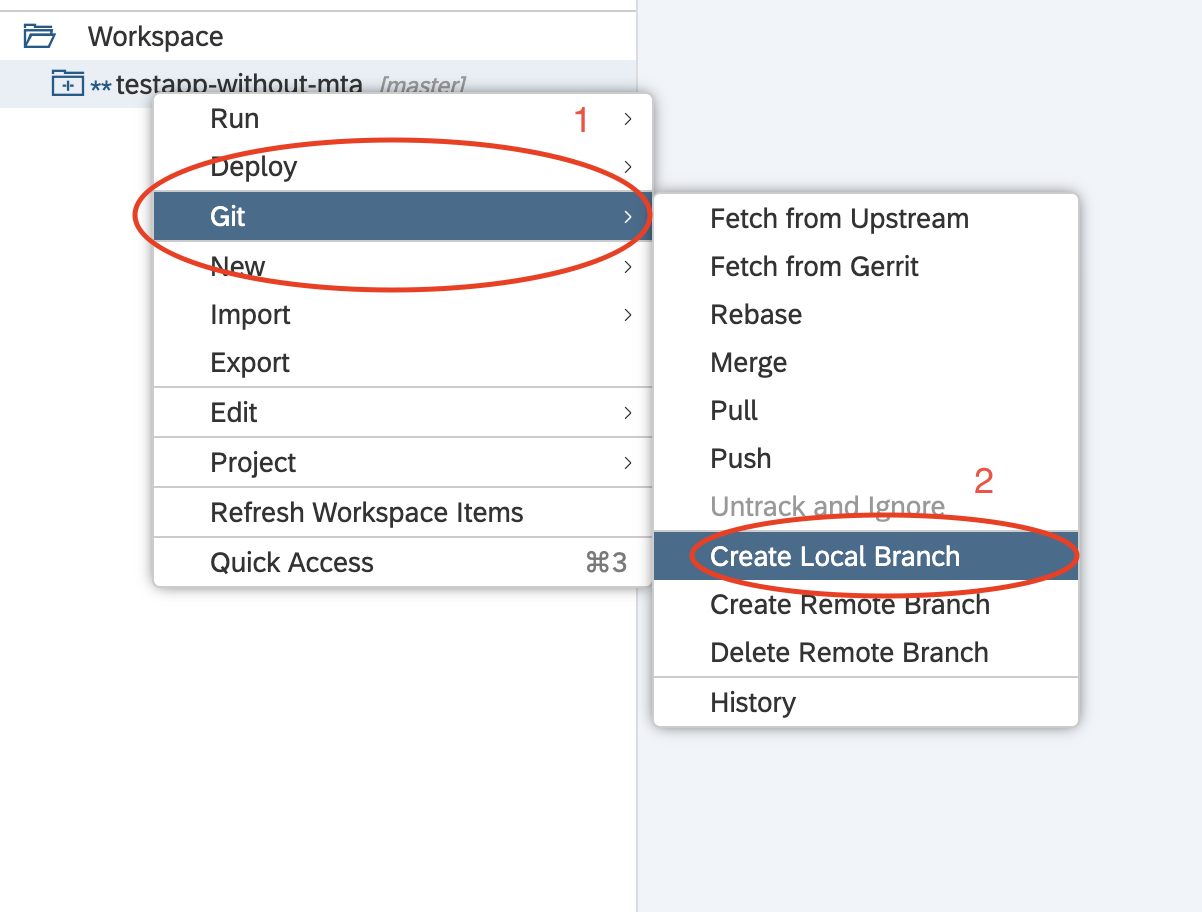 Workspace
** testapp-without-mta [master]
Run 1
Deploy
Git
New
Import
Export
Edit
Project
Refresh Workspace Items
Quick Access ⌘3
Fetch from Upstream
Fetch from Gerrit
Rebase
Merge
Pull
Push
2
Untrack and Ignore
Create Local Branch
Create Remote Branch
Delete Remote Branch
History